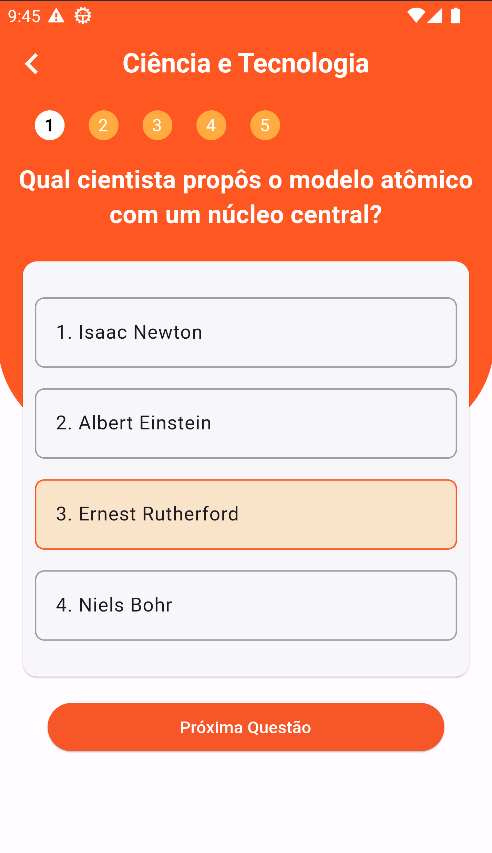 9:45
Ciência e Tecnologia
1 2 3 4 5
Qual cientista propôs o modelo atômico
com um núcleo central?
1. Isaac Newton
2. Albert Einstein
3. Ernest Rutherford
4. Niels Bohr
Próxima Questão